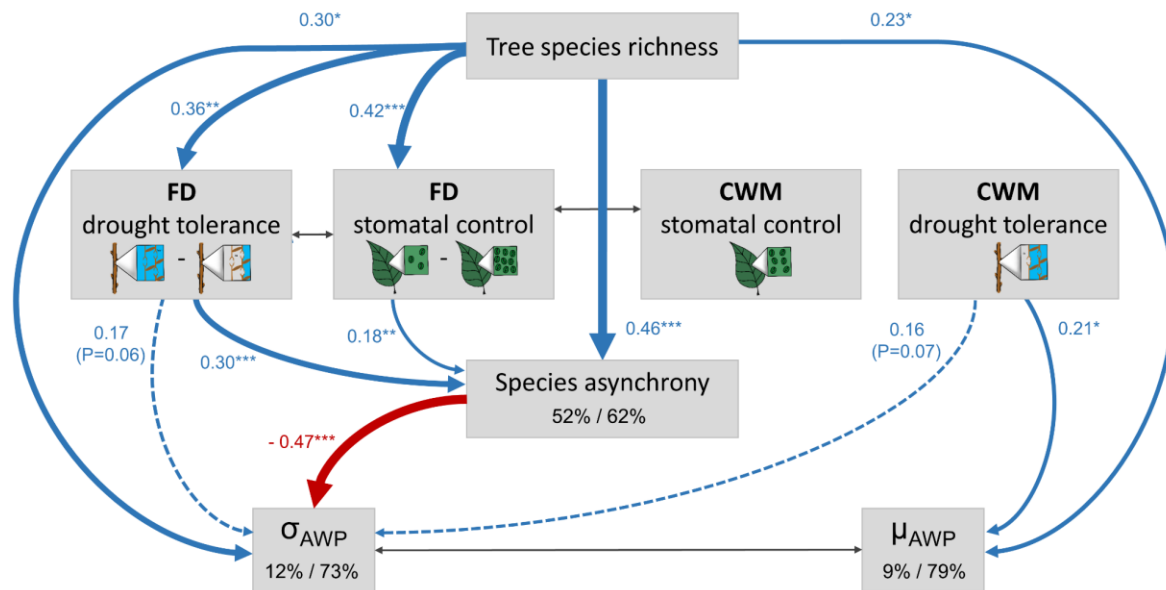 0.30*
0.23*
Tree species richness
0.36**
0.42***
FD
drought tolerance
-
FD
stomatal control
-
CWM
stomatal control
CWM
drought tolerance
0.17
(P=0.06)
0.30***
0.18**
0.46***
0.16
(P=0.07)
0.21*
Species asynchrony
52% / 62%
- 0.47***
σAWP
12% / 73%
μAWP
9% / 79%